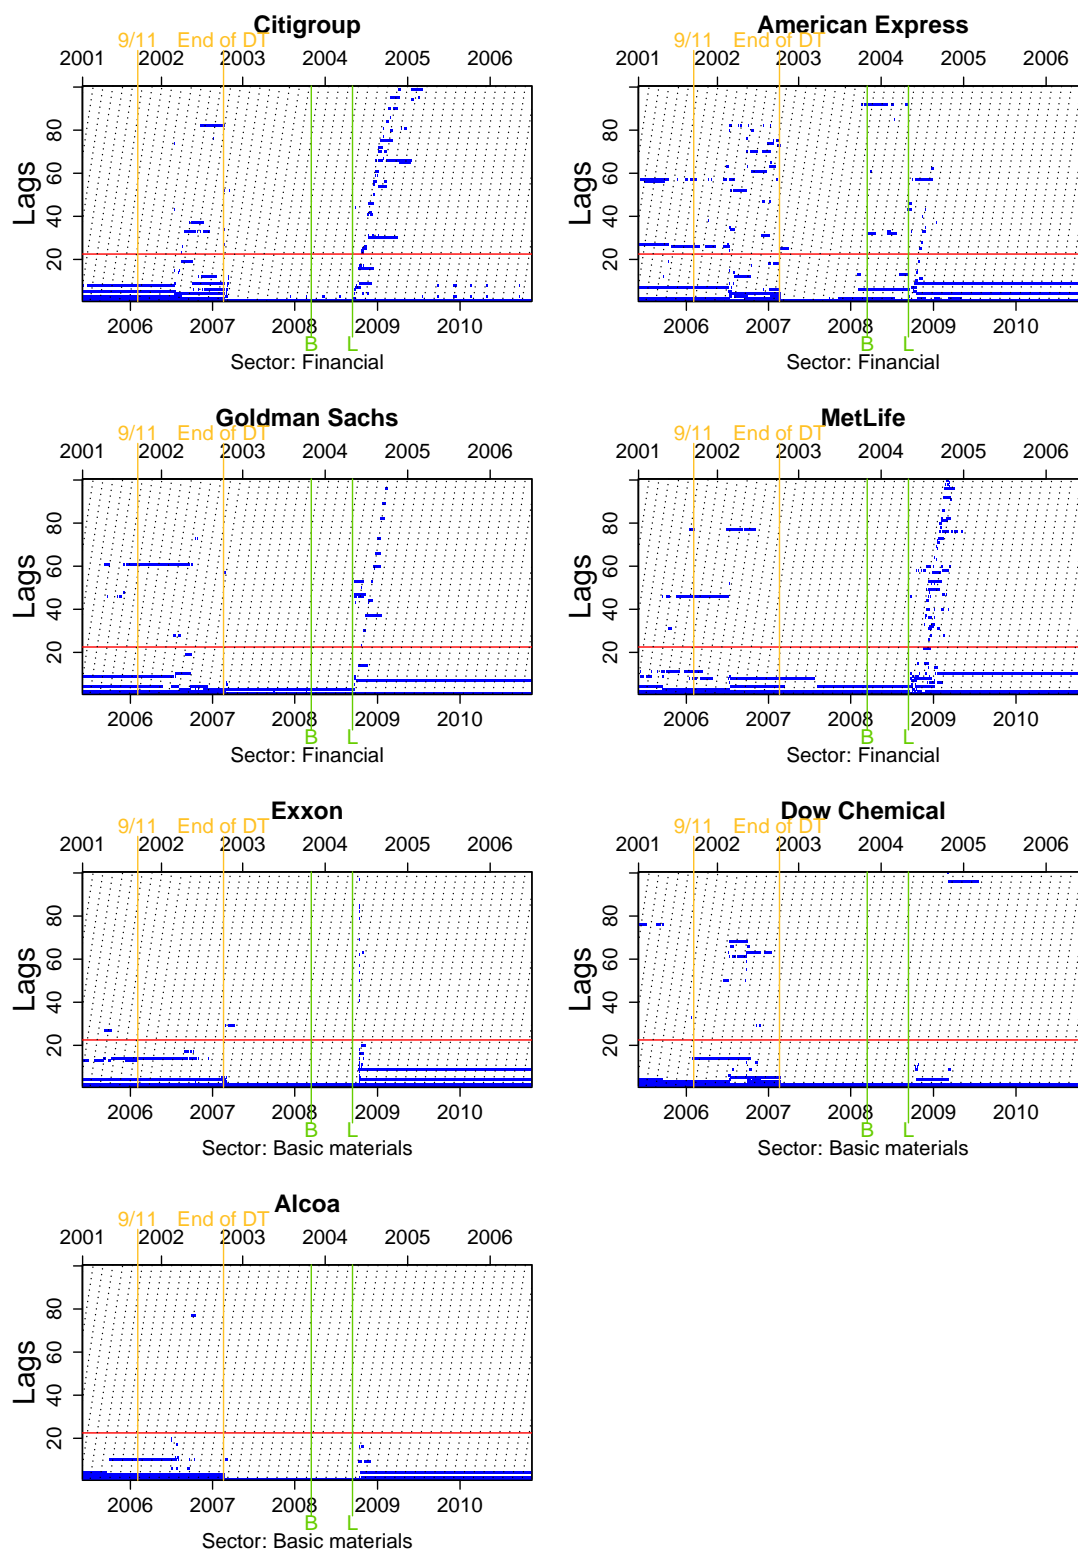 Citigroup
9/11 End of DT
2001 2002 2003 2004 2005 2006
Lags
20 40 60 80
2006 2007 2008 2009 2010
B L
Sector: Financial
American Express
9/11 End of DT
2001 2002 2003 2004 2005 2006
Lags
20 40 60 80
2006 2007 2008 2009 2010
B L
Sector: Financial
Goldman Sachs
9/11 End of DT
2001 2002 2003 2004 2005 2006
Lags
20 40 60 80
2006 2007 2008 2009 2010
B L
Sector: Financial
MetLife
9/11 End of DT
2001 2002 2003 2004 2005 2006
Lags
20 40 60 80
2006 2007 2008 2009 2010
B L
Sector: Financial
Exxon
9/11 End of DT
2001 2002 2003 2004 2005 2006
Lags
20 40 60 80
2006 2007 2008 2009 2010
B L
Sector: Basic materials
Dow Chemical
9/11 End of DT
2001 2002 2003 2004 2005 2006
Lags
20 40 60 80
2006 2007 2008 2009 2010
B L
Sector: Basic materials
Alcoa
9/11 End of DT
2001 2002 2003 2004 2005 2006
Lags
20 40 60 80
2006 2007 2008 2009 2010
B L
Sector: Basic materials